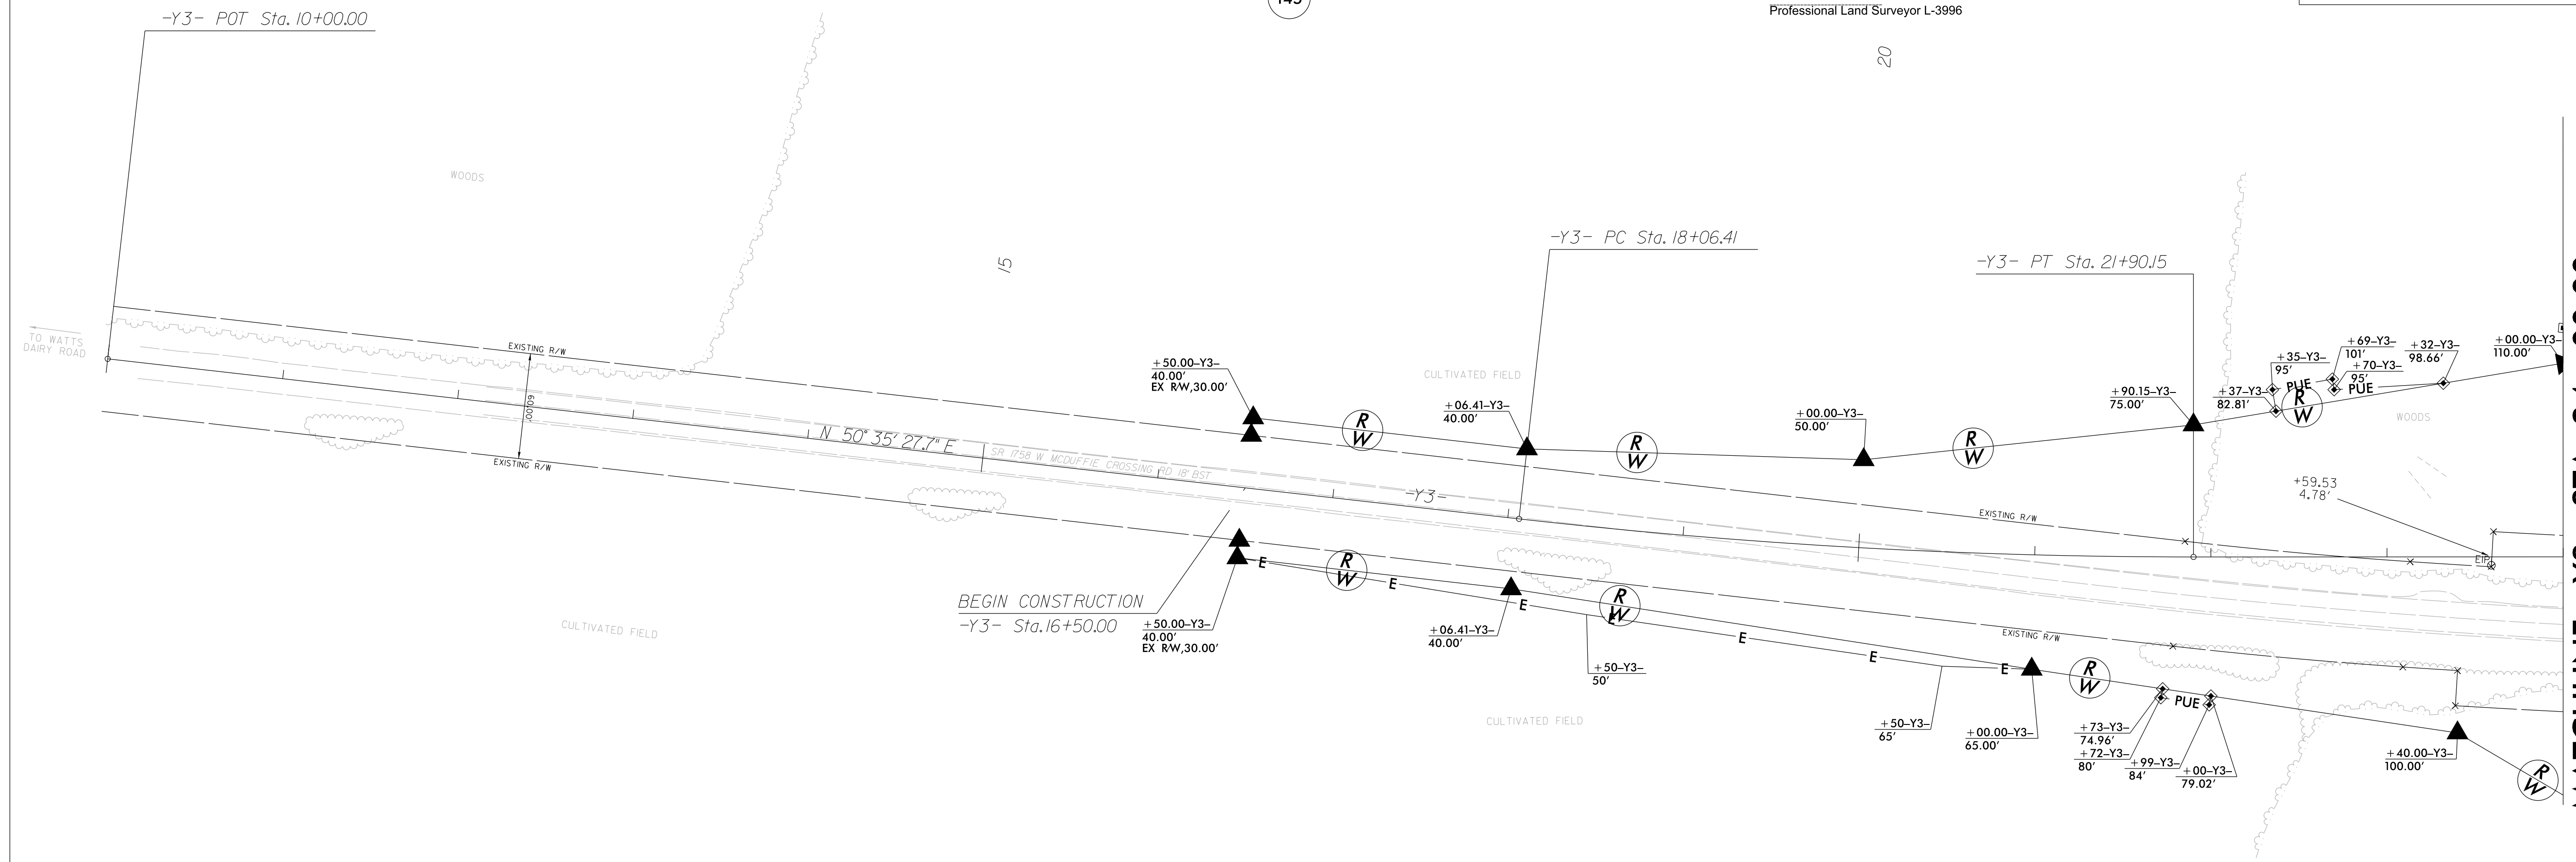 -Y3- POT Sta. 10+00.00
Professional Land Surveyor L-3996
20
WOODS
15
-Y3- PC Sta. 18+06.41
-Y3- PT Sta. 21+90.15
TO WATTS
DAIRY ROAD
EXISTING R/W
60.00'
EXISTING R/W
N 50° 35' 27.7" E
SR 1758 W MCDUFFIE CROSSING RD 18' BST
-Y3-
+50.00-Y3-
40.00'
EX R/W,30.00'
R
W
CULTIVATED FIELD
+06.41-Y3-
40.00'
R
W
+00.00-Y3-
50.00'
R
W
+90.15-Y3-
75.00'
+35-Y3-
95'
+37-Y3-
82.81'
PUE
+69-Y3-
101'
+70-Y3-
95'
PUE
+32-Y3-
98.66'
R
W
+00.00-Y3-
110.00'
WOODS
+59.53
4.78'
EIP
EXISTING R/W
EXISTING R/W
BEGIN CONSTRUCTION
-Y3- Sta. 16+50.00
CULTIVATED FIELD
+50.00-Y3-
40.00'
EX R/W,30.00'
E
R
W
E
E
+06.41-Y3-
40.00'
R
W
E
+50-Y3-
50'
E
E
E
CULTIVATED FIELD
+50-Y3-
65'
+00.00-Y3-
65.00'
R
W
+73-Y3-
74.96'
+72-Y3-
80'
PUE
+99-Y3-
84'
+00-Y3-
79.02'
+40.00-Y3-
100.00'
R
W